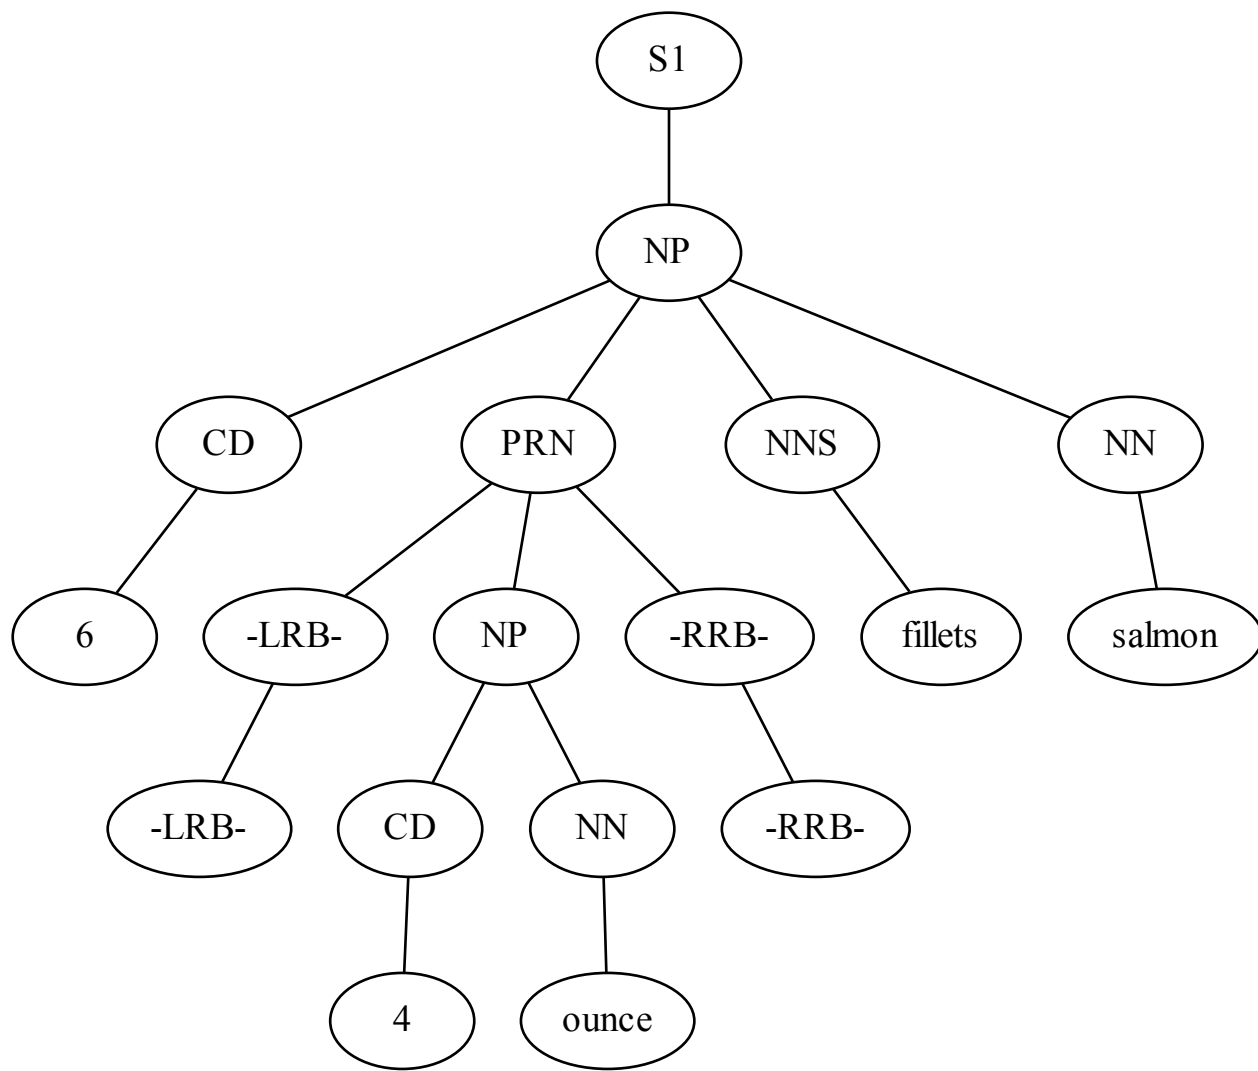 S1
NP
CD PRN NNS NN
6 -LRB- NP -RRB- fillets salmon
-LRB- CD NN -RRB-
4 ounce